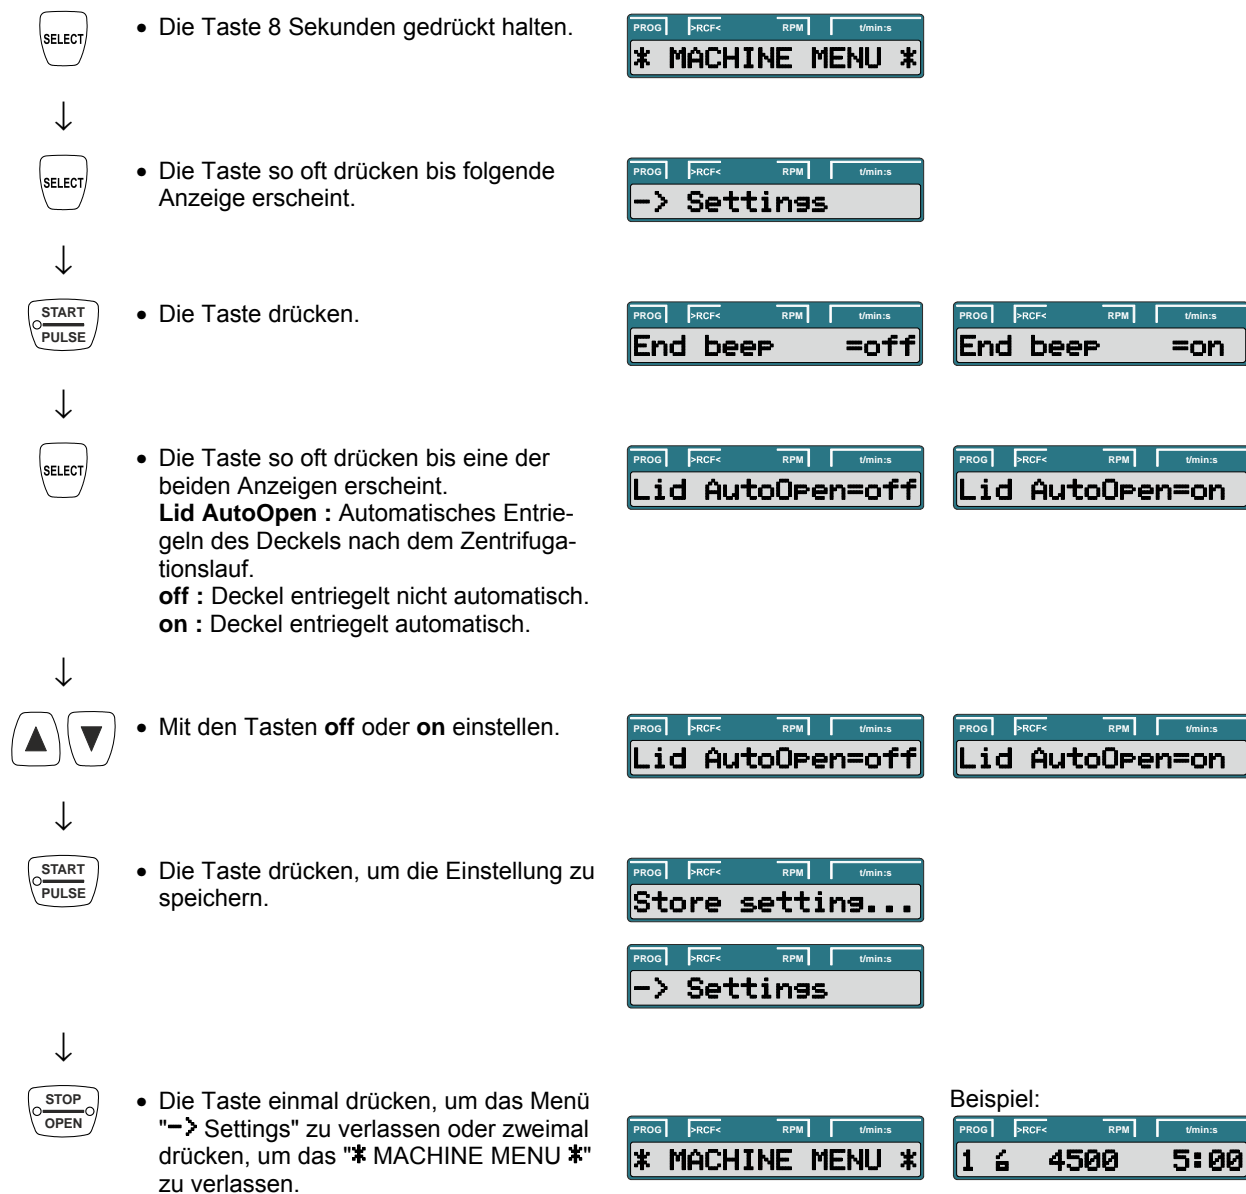 SELECT
• Die Taste 8 Sekunden gedrückt halten.
PROG >RCF< RPM t/min:s
* MACHINE MENU *
↓
SELECT
• Die Taste so oft drücken bis folgende
Anzeige erscheint.
PROG >RCF< RPM t/min:s
-> Settings
↓
START
PULSE
• Die Taste drücken.
PROG >RCF< RPM t/min:s
End beep =off
PROG >RCF< RPM t/min:s
End beep =on
↓
SELECT
• Die Taste so oft drücken bis eine der
beiden Anzeigen erscheint.
Lid AutoOpen : Automatisches Entrie-
geln des Deckels nach dem Zentrifuga-
tionslauf.
off : Deckel entriegelt nicht automatisch.
on : Deckel entriegelt automatisch.
PROG >RCF< RPM t/min:s
Lid AutoOpen=off
PROG >RCF< RPM t/min:s
Lid AutoOpen=on
↓
▲ ▼
• Mit den Tasten off oder on einstellen.
PROG >RCF< RPM t/min:s
Lid AutoOpen=off
PROG >RCF< RPM t/min:s
Lid AutoOpen=on
↓
START
PULSE
• Die Taste drücken, um die Einstellung zu
speichern.
PROG >RCF< RPM t/min:s
Store setting...
PROG >RCF< RPM t/min:s
-> Settings
↓
STOP
OPEN
• Die Taste einmal drücken, um das Menü
"-> Settings" zu verlassen oder zweimal
drücken, um das "* MACHINE MENU *"
zu verlassen.
PROG >RCF< RPM t/min:s
* MACHINE MENU *
Beispiel:
PROG >RCF< RPM t/min:s
1 6 4500 5:00